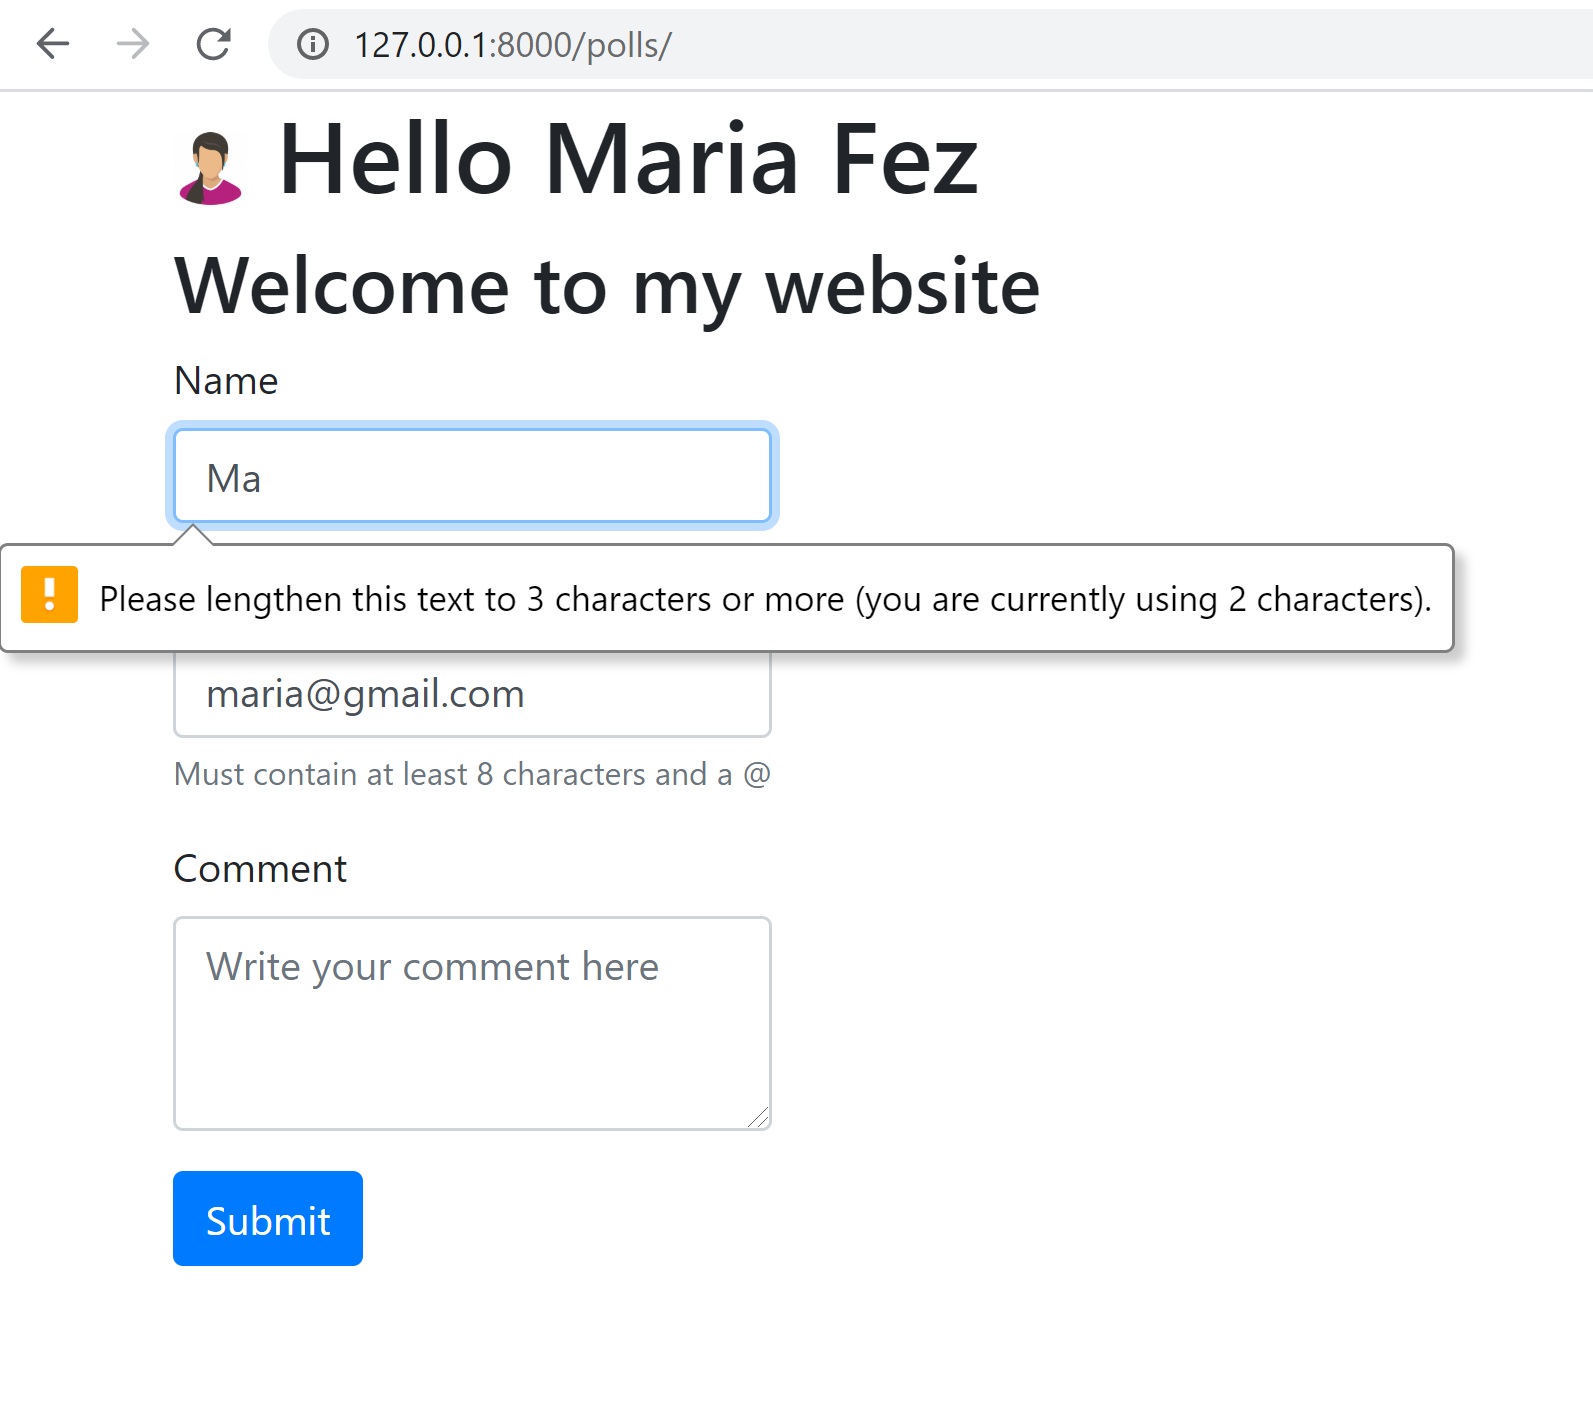 127.0.0.1:8000/polls/
Hello Maria Fez
Welcome to my website
Name
Ma
Please lengthen this text to 3 characters or more (you are currently using 2 characters).
maria@gmail.com
Must contain at least 8 characters and a @
Comment
Write your comment here
Submit